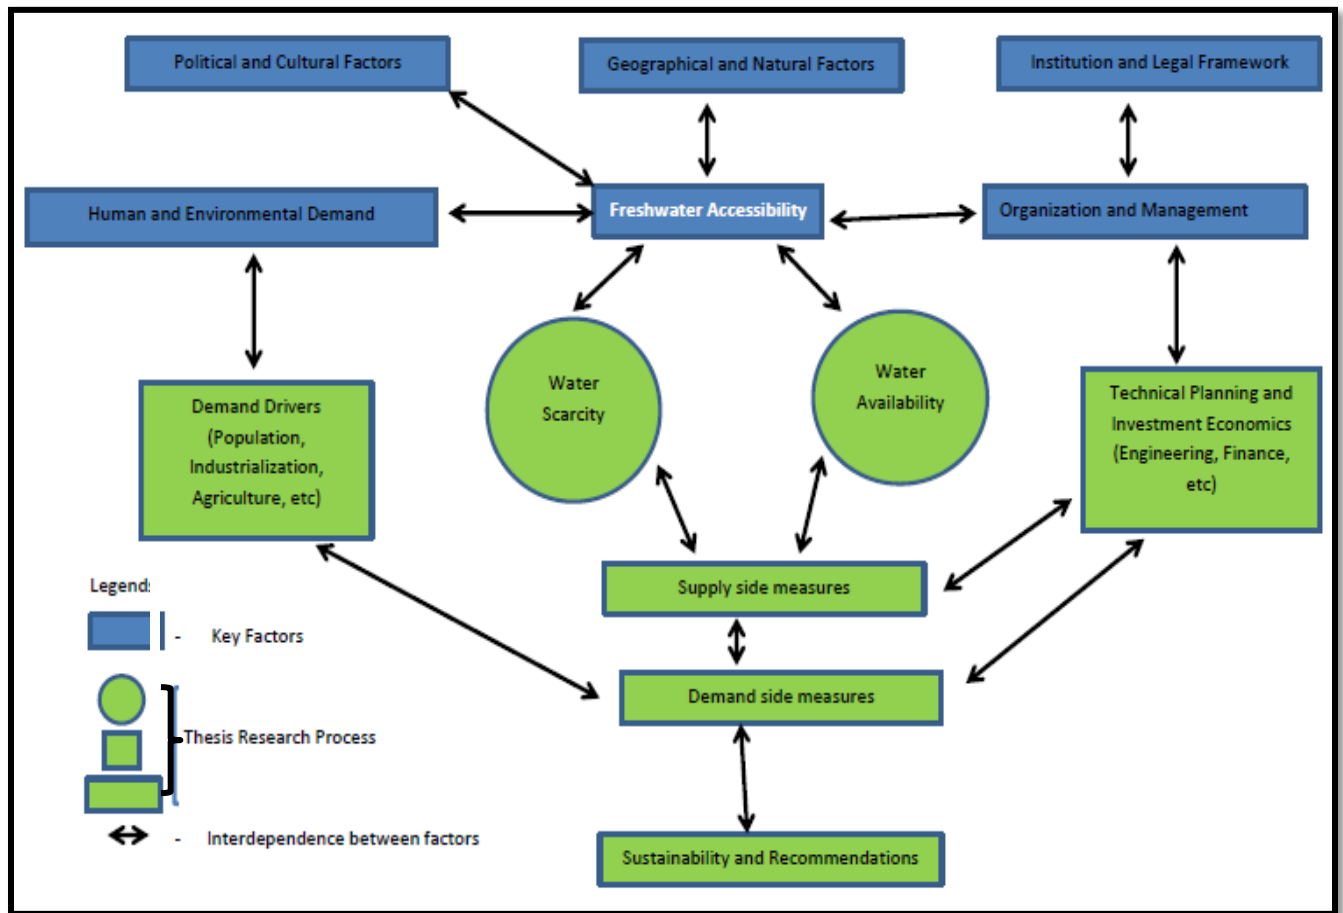 Political and Cultural Factors
Geographical and Natural Factors
Institution and Legal Framework
Human and Environmental Demand
Freshwater Accessibility
Organization and Management
Water
Scarcity
Water
Availability
Demand Drivers
(Population,
Industrialization,
Agriculture, etc)
Technical Planning and
Investment Economics
(Engineering, Finance,
etc)
Supply side measures
Demand side measures
Sustainability and Recommendations
Legend:
- Key Factors
Thesis Research Process
- Interdependence between factors